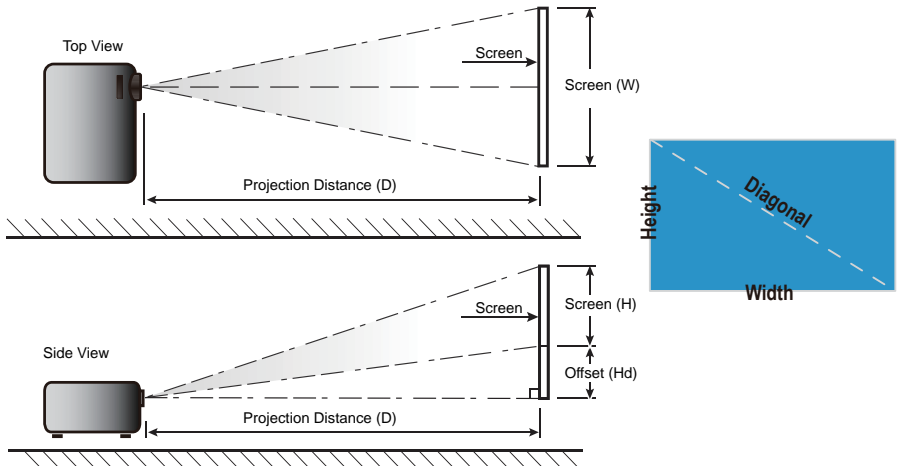 Top View
Screen
Screen (W)
Projection Distance (D)
Height
Diagonal
Width
Screen
Screen (H)
Side View
Offset (Hd)
Projection Distance (D)